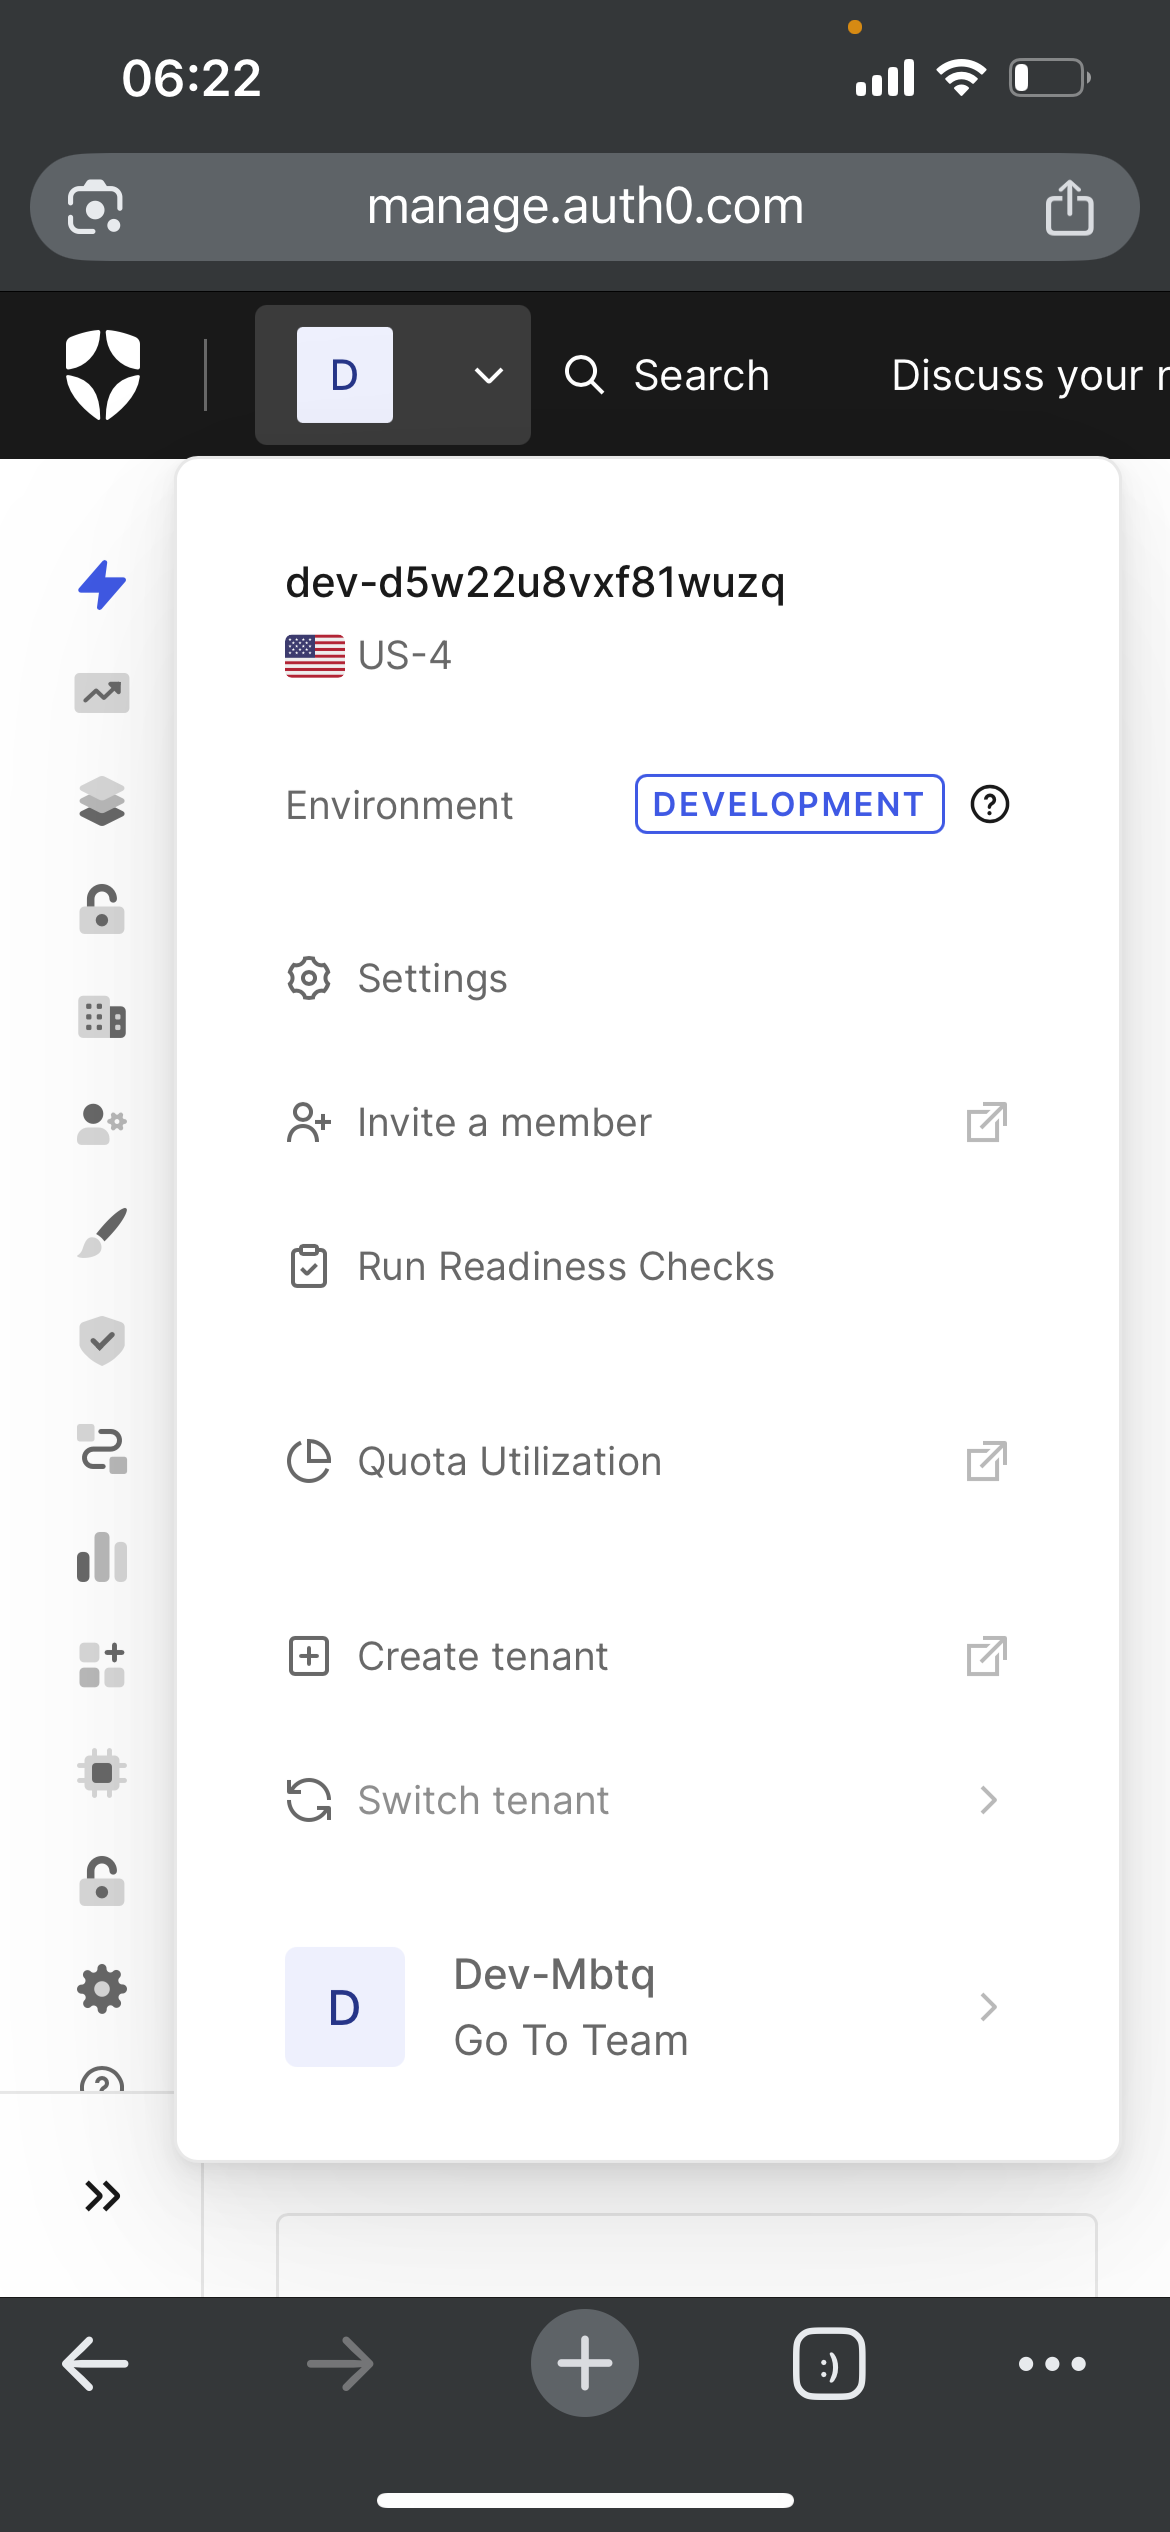 06:22
manage.auth0.com
D
Search
Discuss your r
dev-d5w22u8vxf81wuzq
US-4
Environment
DEVELOPMENT
Settings
Invite a member
Run Readiness Checks
Quota Utilization
Create tenant
Switch tenant
D
Dev-Mbtq
Go To Team
:)